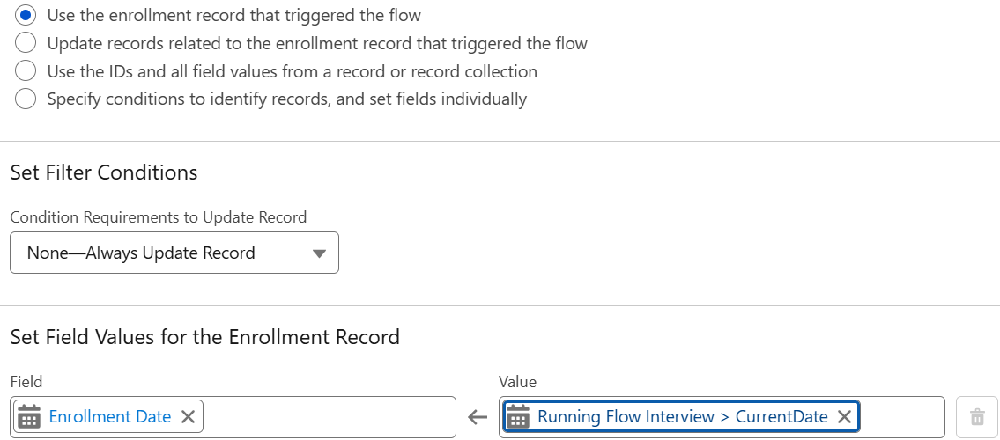 Use the enrollment record that triggered the flow
Update records related to the enrollment record that triggered the flow
Use the IDs and all field values from a record or record collection
Specify conditions to identify records, and set fields individually
Set Filter Conditions
Condition Requirements to Update Record
None—Always Update Record
Set Field Values for the Enrollment Record
Field Value
Enrollment Date Running Flow Interview > CurrentDate